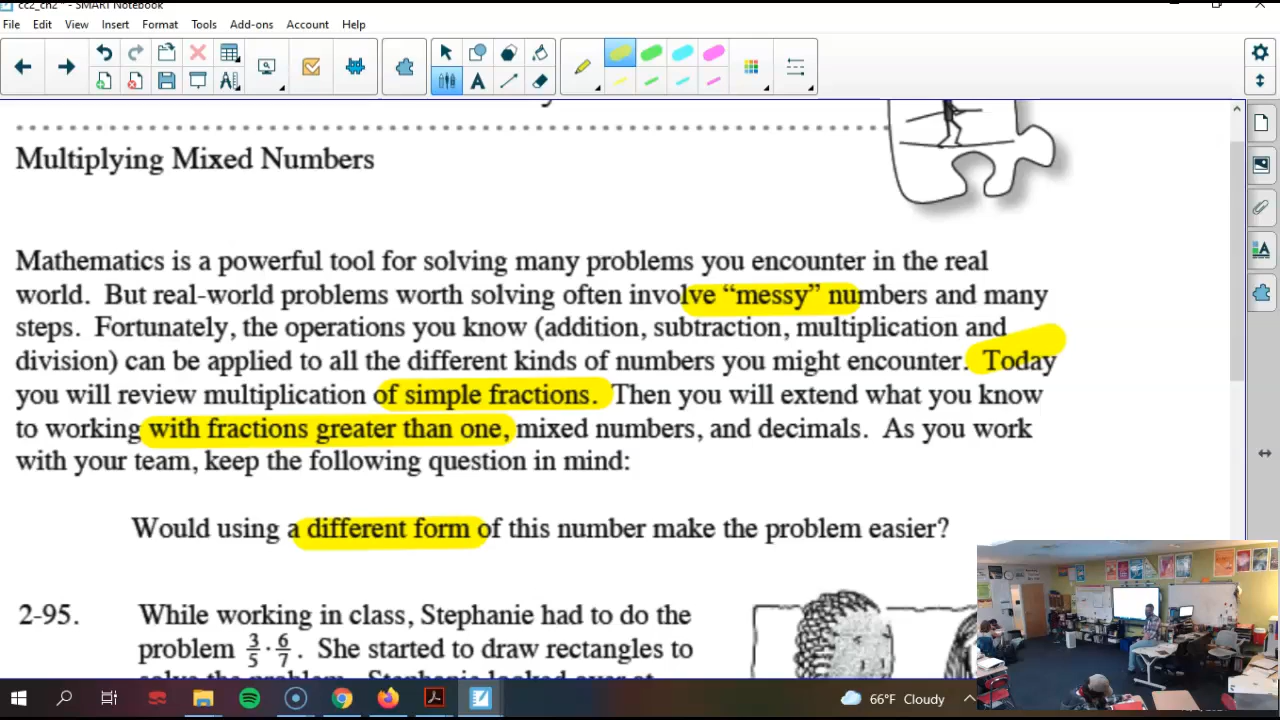 cc2_ch2 * - SMART Notebook
File Edit View Insert Format Tools Add-ons Account Help
Multiplying Mixed Numbers
Mathematics is a powerful tool for solving many problems you encounter in the real
world. But real-world problems worth solving often involve “messy” numbers and many
steps. Fortunately, the operations you know (addition, subtraction, multiplication and
division) can be applied to all the different kinds of numbers you might encounter. Today
you will review multiplication of simple fractions. Then you will extend what you know
to working with fractions greater than one, mixed numbers, and decimals. As you work
with your team, keep the following question in mind:
Would using a different form of this number make the problem easier?
2-95. While working in class, Stephanie had to do the
problem 3/5 · 6/7. She started to draw rectangles to
solve the problem. Stephanie looked over at
66°F Cloudy